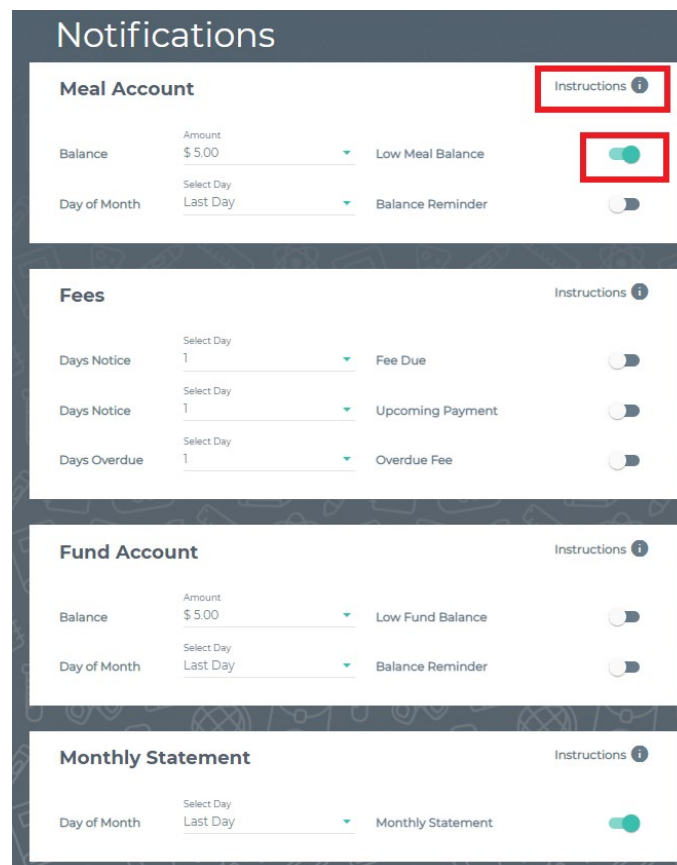 Notifications
Meal Account
Instructions
Amount
Balance $ 5.00 Low Meal Balance
Select Day
Day of Month Last Day Balance Reminder
Fees
Instructions
Select Day
Days Notice 1 Fee Due
Select Day
Days Notice 1 Upcoming Payment
Select Day
Days Overdue 1 Overdue Fee
Fund Account
Instructions
Amount
Balance $ 5.00 Low Fund Balance
Select Day
Day of Month Last Day Balance Reminder
Monthly Statement
Instructions
Select Day
Day of Month Last Day Monthly Statement